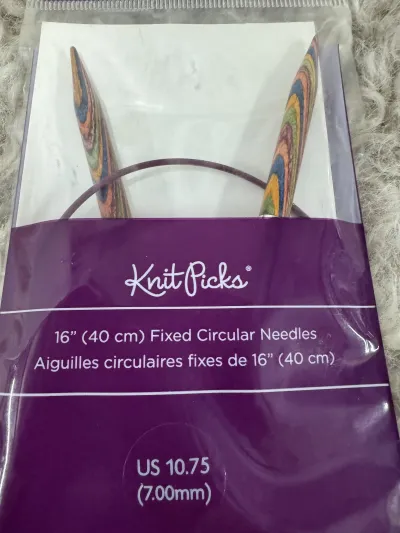 KnitPicks®
16" (40 cm) Fixed Circular Needles
Aiguilles circulaires fixes de 16" (40 cm)
US 10.75
(7.00mm)